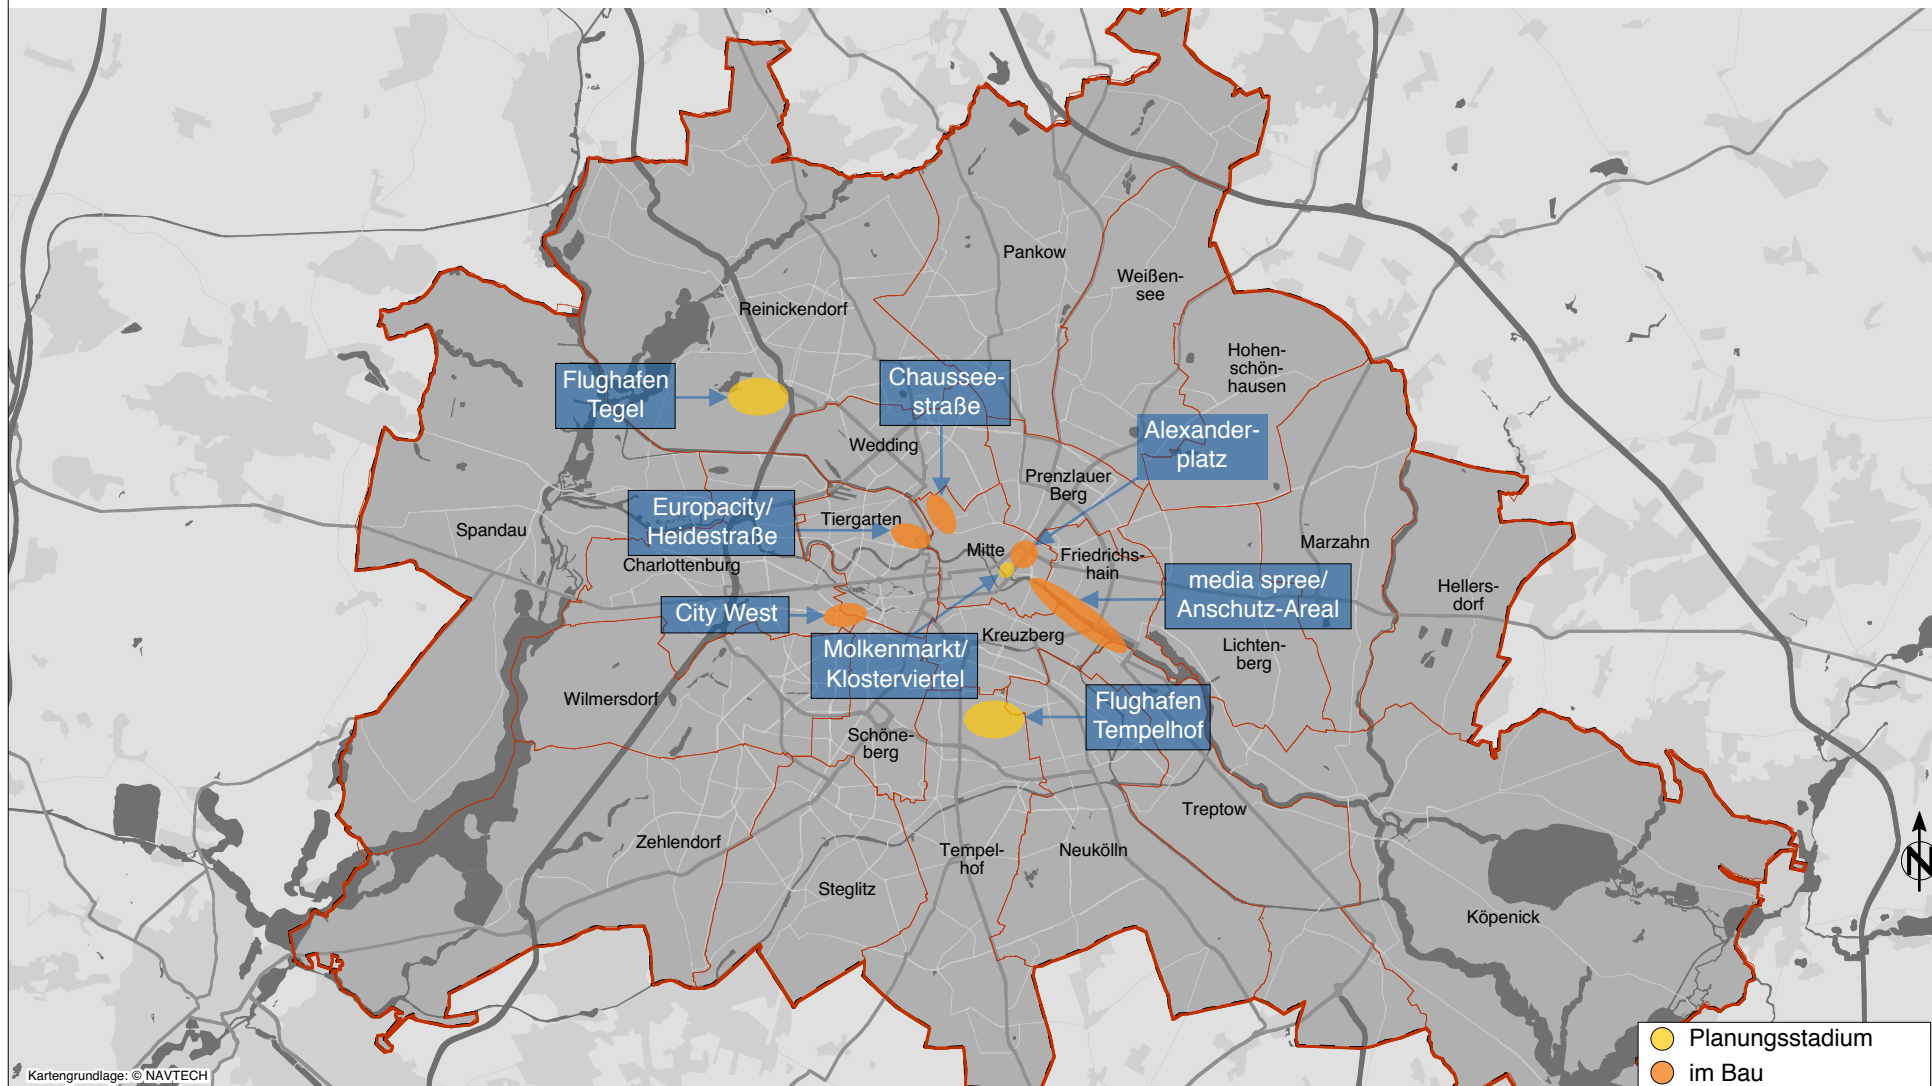 Pankow
Weißen-
see
Reinickendorf
Hohen-
schön-
hausen
Flughafen
Tegel
Chaussee-
straße
Alexander-
platz
Wedding
Prenzlauer
Berg
Europacity/
Heidestraße
Tiergarten
Spandau
Mitte
Friedrichs-
hain
Marzahn
Charlottenburg
media spree/
Anschutz-Areal
Hellers-
dorf
City West
Kreuzberg
Molkenmarkt/
Klosterviertel
Lichten-
berg
Wilmersdorf
Flughafen
Tempelhof
Schöne-
berg
Treptow
Zehlendorf
Tempel-
hof
Neukölln
N
Steglitz
Köpenick
Planungsstadium
im Bau
Kartengrundlage: © NAVTECH